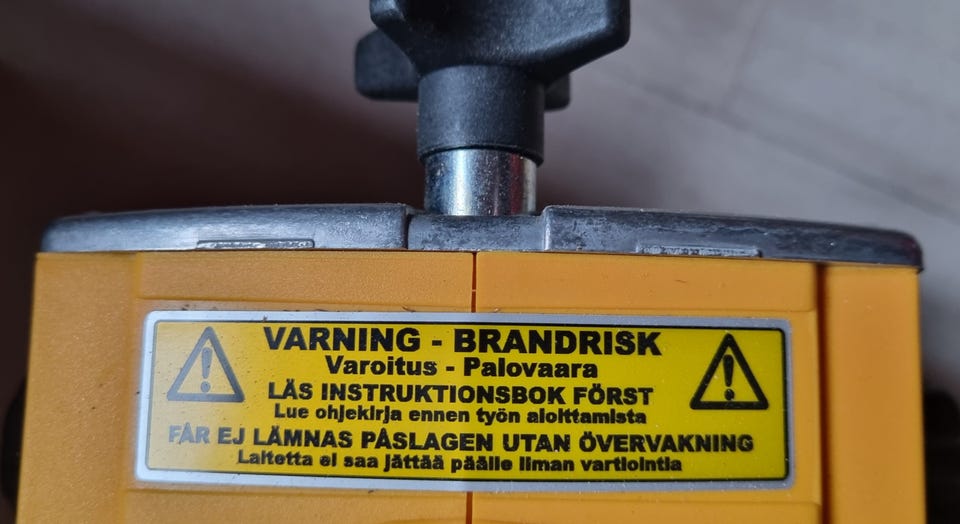 VARNING - BRANDRISK
Varoitus - Palovaara
LÄS INSTRUKTIONSBOK FÖRST
Lue ohjekirja ennen työn aloittamista
FÅR EJ LÄMNAS PÅSLAGEN UTAN ÖVERVAKNING
Laitetta ei saa jättää päälle ilman vartiointia